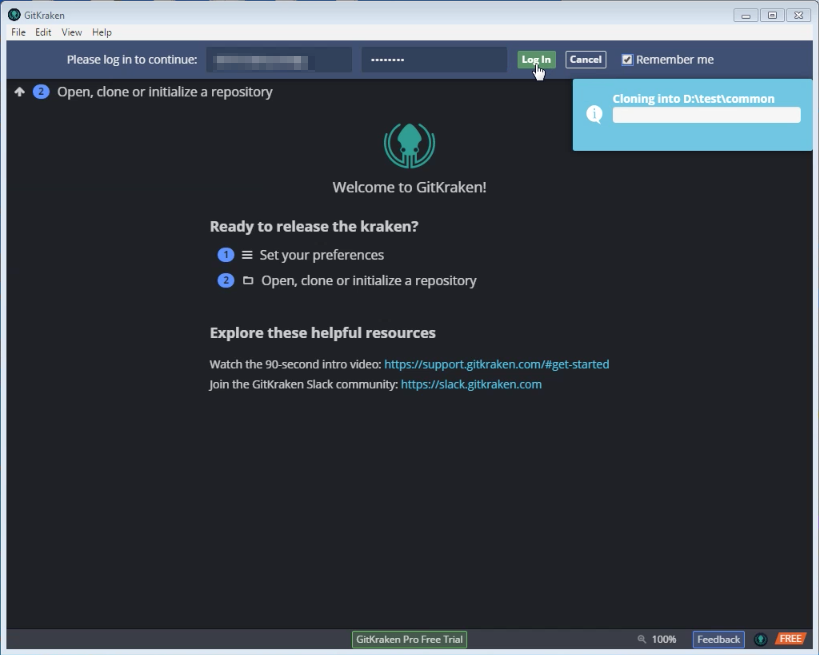 GitKraken
File Edit View Help
Please log in to continue: •••••••• Log In Cancel Remember me
2 Open, clone or initialize a repository
Cloning into D:\test\common
Welcome to GitKraken!
Ready to release the kraken?
1 Set your preferences
2 Open, clone or initialize a repository
Explore these helpful resources
Watch the 90-second intro video: https://support.gitkraken.com/#get-started
Join the GitKraken Slack community: https://slack.gitkraken.com
GitKraken Pro Free Trial 100% Feedback FREE